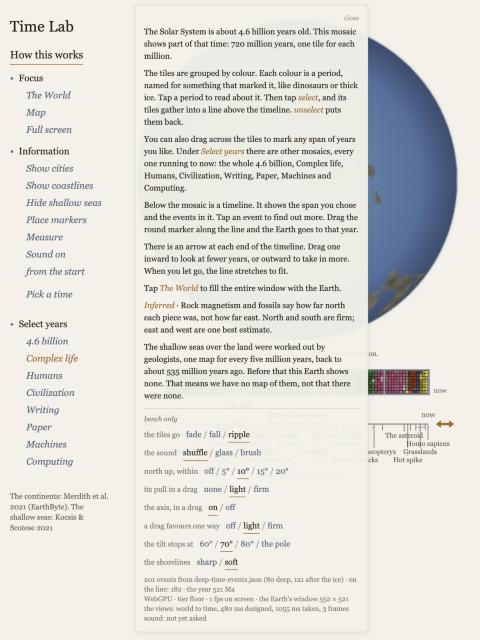 Time Lab
How this works
• Focus
The World
Map
Full screen
• Information
Show cities
Show coastlines
Hide shallow seas
Place markers
Measure
Sound on
from the start
Pick a time
• Select years
4.6 billion
Complex life
Humans
Civilization
Writing
Paper
Machines
Computing
The continents: Merdith et al.
2021 (EarthByte). The
shallow seas: Kocsis &
Scotese 2021
close
The Solar System is about 4.6 billion years old. This mosaic
shows part of that time: 720 million years, one tile for each
million.
The tiles are grouped by colour. Each colour is a period,
named for something that marked it, like dinosaurs or thick
ice. Tap a period to read about it. Then tap select, and its
tiles gather into a line above the timeline. unselect puts
them back.
You can also drag across the tiles to mark any span of years
you like. Under Select years there are other mosaics, every
one running to now: the whole 4.6 billion, Complex life,
Humans, Civilization, Writing, Paper, Machines and
Computing.
Below the mosaic is a timeline. It shows the span you chose
and the events in it. Tap an event to find out more. Drag the
round marker along the line and the Earth goes to that year.
There is an arrow at each end of the timeline. Drag one
inward to look at fewer years, or outward to take in more.
When you let go, the line stretches to fit.
Tap The World to fill the entire window with the Earth.
Inferred · Rock magnetism and fossils say how far north
each piece was, not how far east. North and south are firm;
east and west are one best estimate.
The shallow seas over the land were worked out by
geologists, one map for every five million years, back to
about 535 million years ago. Before that this Earth shows
none. That means we have no map of them, not that there
were none.
bench only
the tiles go fade / fall / ripple
the sound shuffle / glass / brush
north up, within off / 5° / 10° / 15° / 20°
its pull in a drag none / light / firm
the axis, in a drag on / off
a drag favours one way off / light / firm
the tilt stops at 60° / 70° / 80° / the pole
the shorelines sharp / soft
201 events from deep-time-events.json (80 deep, 121 after the ice) · on
the line: 182 · the year 521 Ma
WebGPU · tier floor · 1 fps on screen · the Earth's window 552 × 521
the views: world to time, 480 ms designed, 1055 ms taken, 3 frames
sound: not yet asked
on.
now
now
The asteroid
Homo sapiens
Grasslands
Hot spike